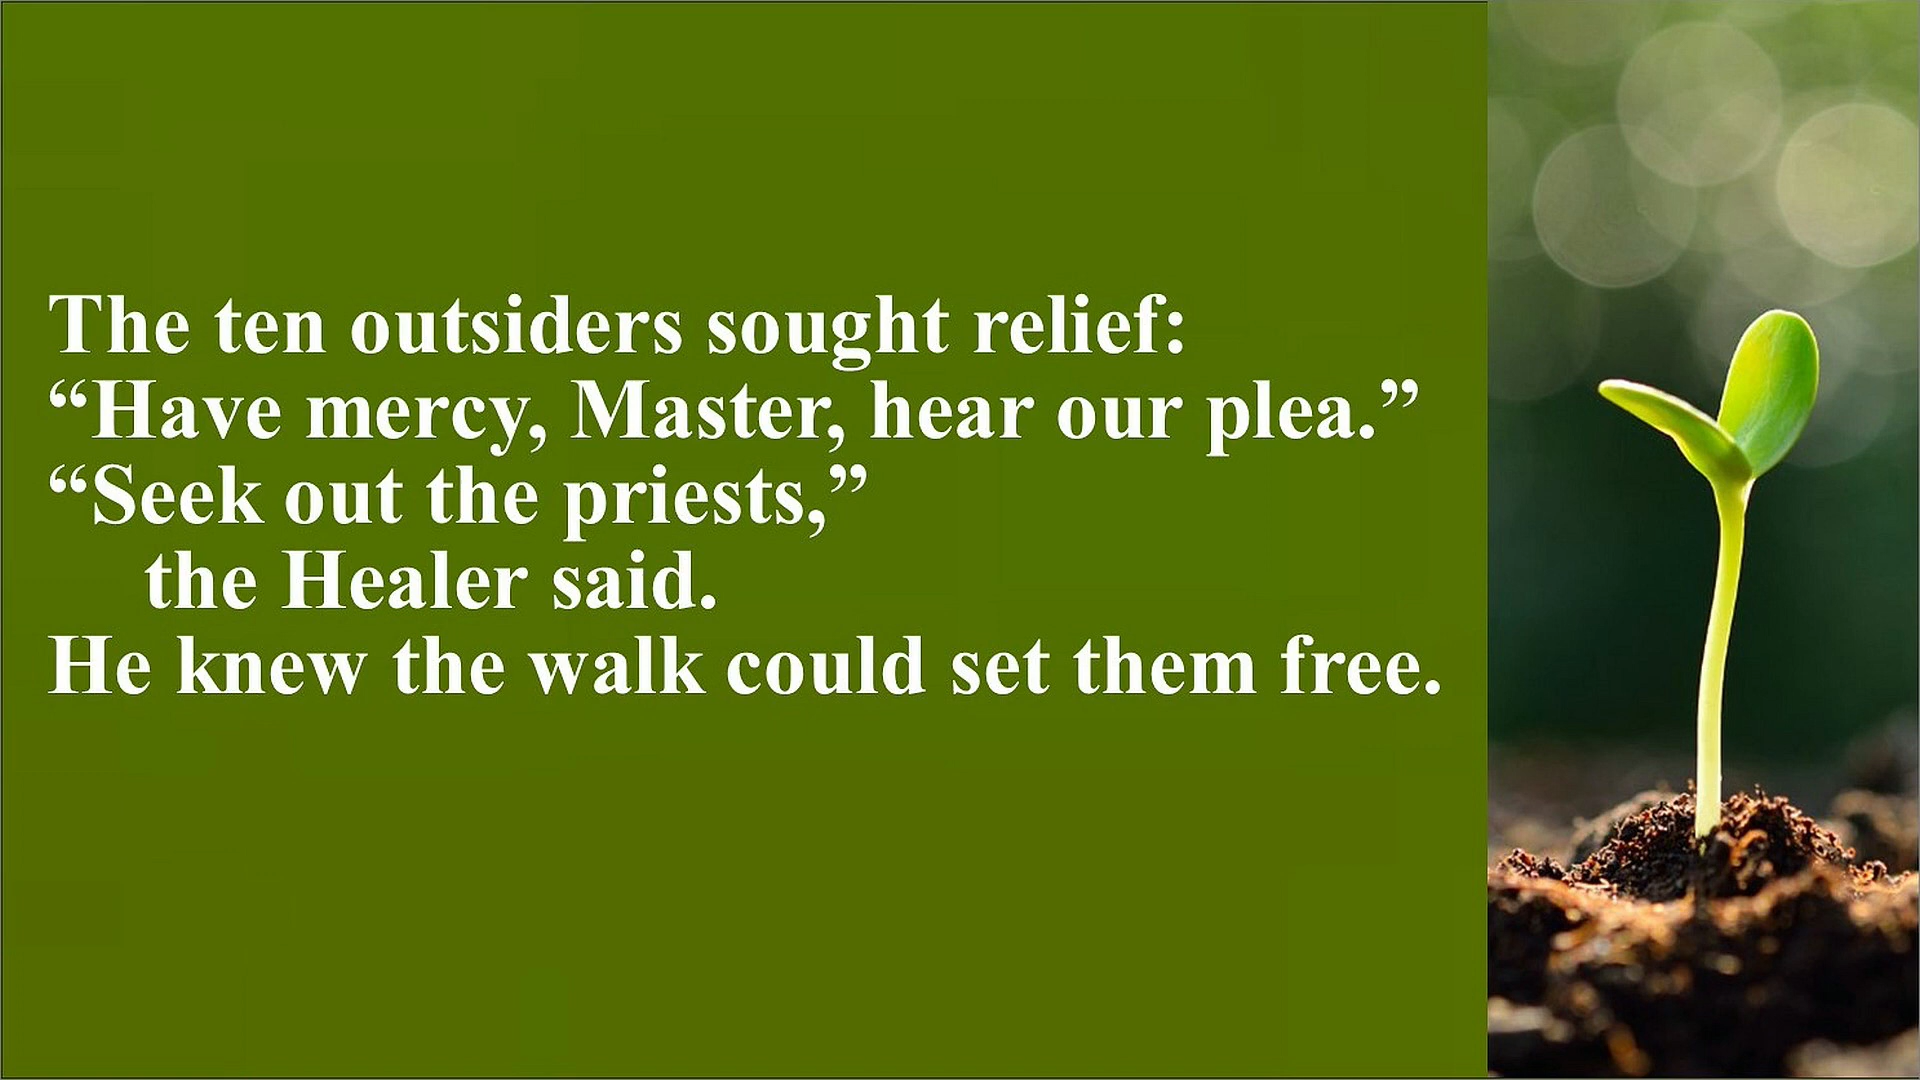 The ten outsiders sought relief:
“Have mercy, Master, hear our plea.”
“Seek out the priests,”
the Healer said.
He knew the walk could set them free.